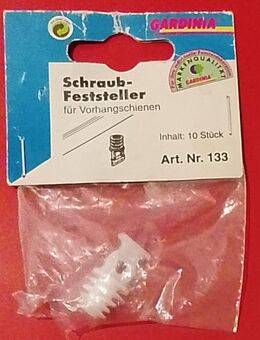 GARDINIA
Schraub-
Feststeller
für Vorhangschienen
MARKENQUALITÄT
GARDINIA
Inhalt: 10 Stück
Art. Nr. 133